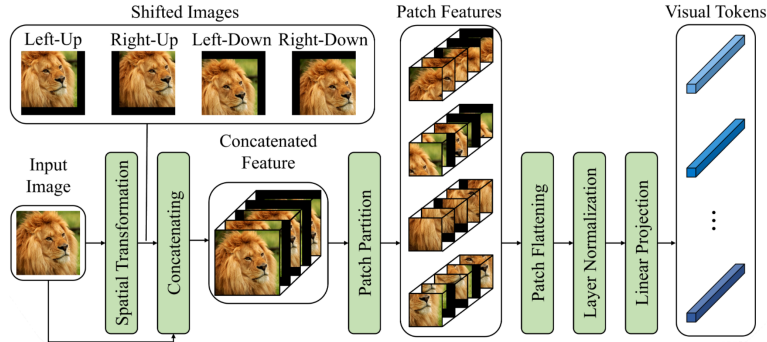 Shifted Images
Left-Up
Right-Up
Left-Down
Right-Down
Patch Features
Visual Tokens
Input
Image
Spatial Transformation
Concatenating
Concatenated
Feature
Patch Partition
Patch Flattening
Layer Normalization
Linear Projection